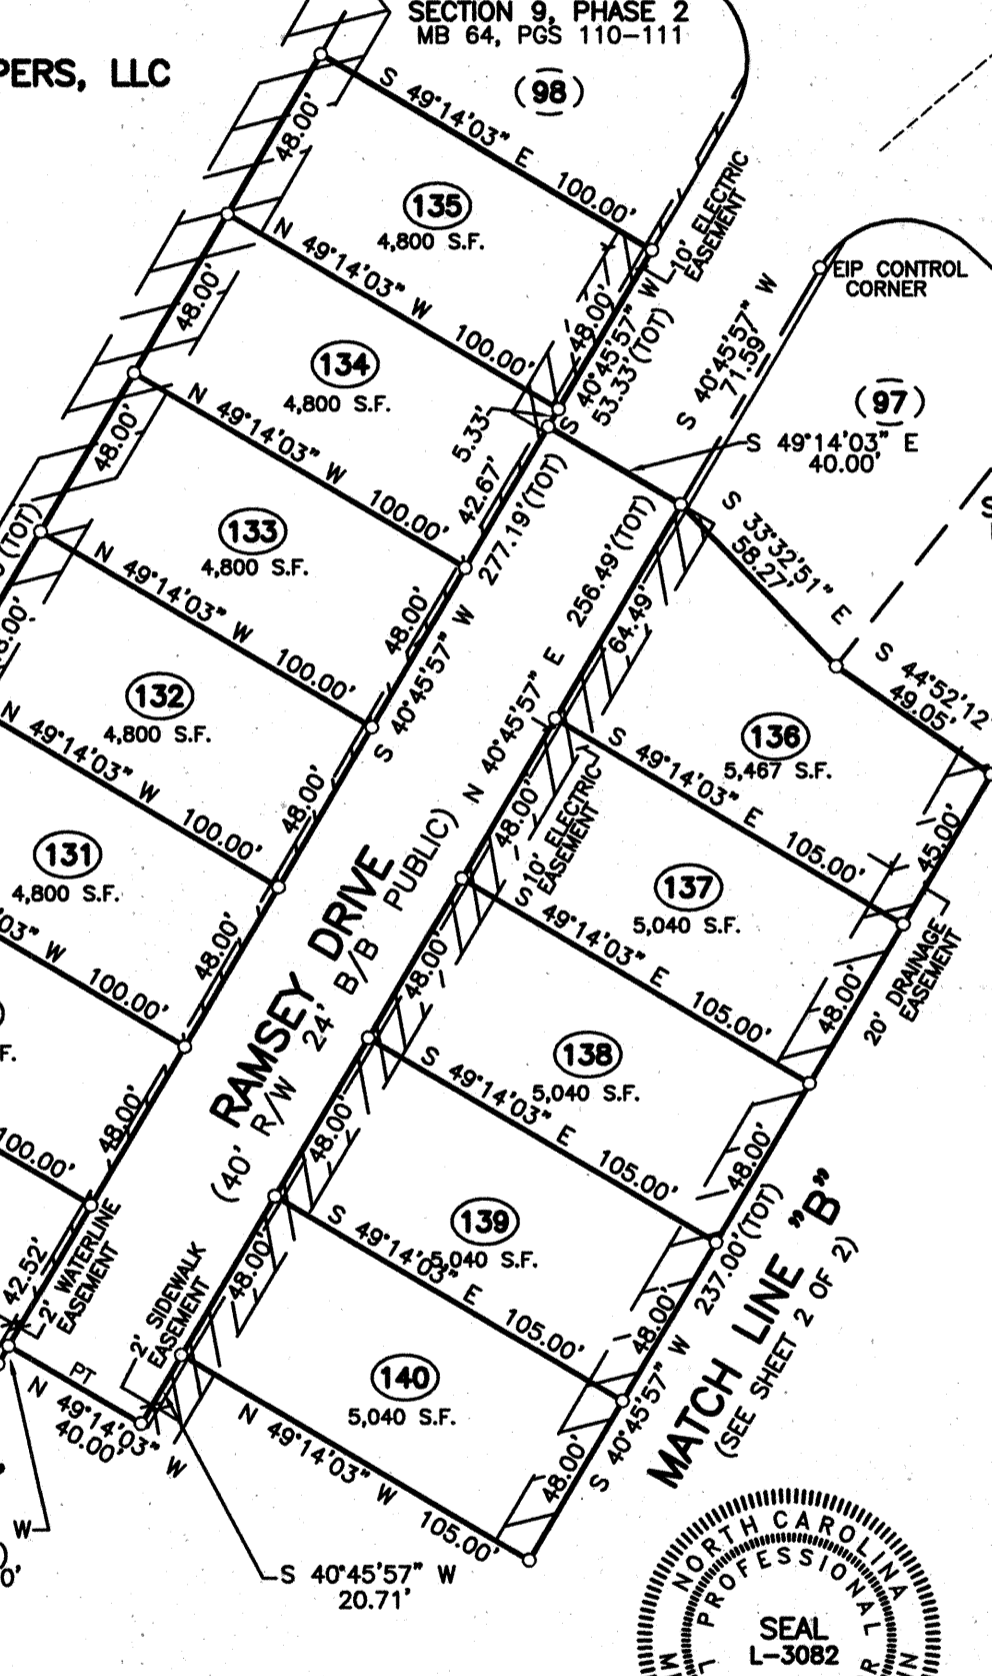 SECTION 9, PHASE 2
MB 64, PGS 110-111
PERS, LLC
(98)
S 49°14'03" E 100.00'
48.00'
135
4,800 S.F.
10' ELECTRIC
EASEMENT
EIP CONTROL
CORNER
N 49°14'03" W 100.00'
48.00'
48.00'
S 40°45'57" W
53.33'(TOT)
S 40°45'57" W
71.59'
134
4,800 S.F.
(97)
5.33'
S 49°14'03" E
40.00'
N 49°14'03" W 100.00'
48.00'
42.67'
277.19'(TOT)
S 33°32'51" E
58.27'
133
4,800 S.F.
(TOT)
256.49'(TOT)
N 49°14'03" W 100.00'
48.00'
64.49'
S 44°52'12"
49.05'
132
4,800 S.F.
S 40°45'57" W
N 40°45'57" E
136
5,467 S.F.
N 49°14'03" W 100.00'
48.00'
S 49°14'03" E 105.00'
45.00'
48.00'
10' ELECTRIC
EASEMENT
131
4,800 S.F.
137
5,040 S.F.
03" W 100.00'
48.00'
S 49°14'03" E 105.00'
48.00'
20' DRAINAGE
EASEMENT
48.00'
RAMSEY DRIVE
(40' R/W 24' B/B PUBLIC)
F.
138
5,040 S.F.
100.00'
48.00'
S 49°14'03" E 105.00'
48.00'
48.00'
139
5,040 S.F.
42.52'
2' WATERLINE
EASEMENT
2' SIDEWALK
EASEMENT
48.00'
S 49°14'03" E 105.00'
48.00'
237.00'(TOT)
MATCH LINE "B"
(SEE SHEET 2 OF 2)
PT
N 49°14'03" W
40.00'
140
5,040 S.F.
N 49°14'03" W 105.00'
48.00'
S 40°45'57" W
W
0'
S 40°45'57" W
20.71'
NORTH CAROLINA
PROFESSIONAL
SEAL
L-3082